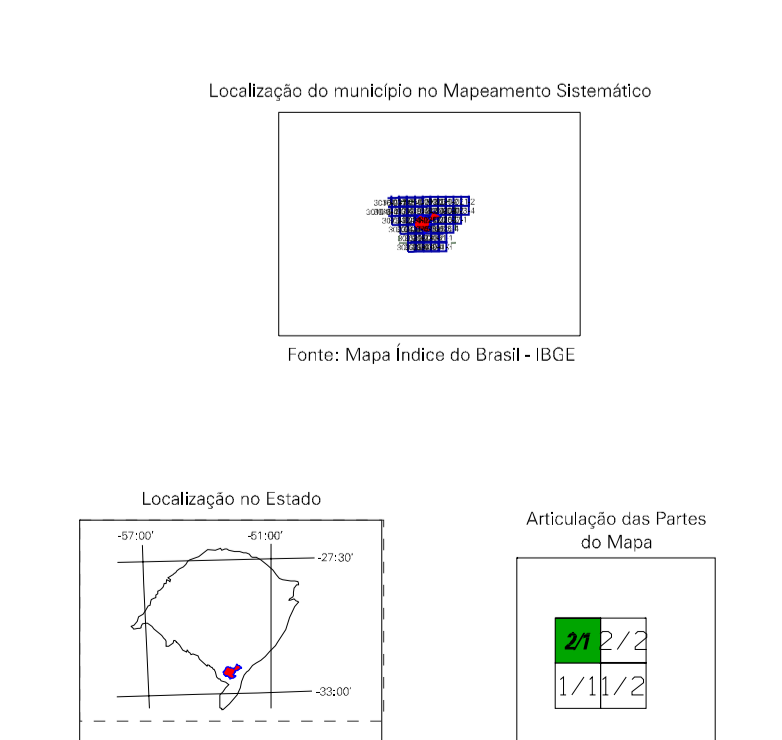 Localização do município no Mapeamento Sistemático
Fonte: Mapa Índice do Brasil - IBGE
Localização no Estado
-57:00' -51:00'
-27:30'
-33:00'
Articulação das Partes
do Mapa
2/1 2/2
1/1 1/2